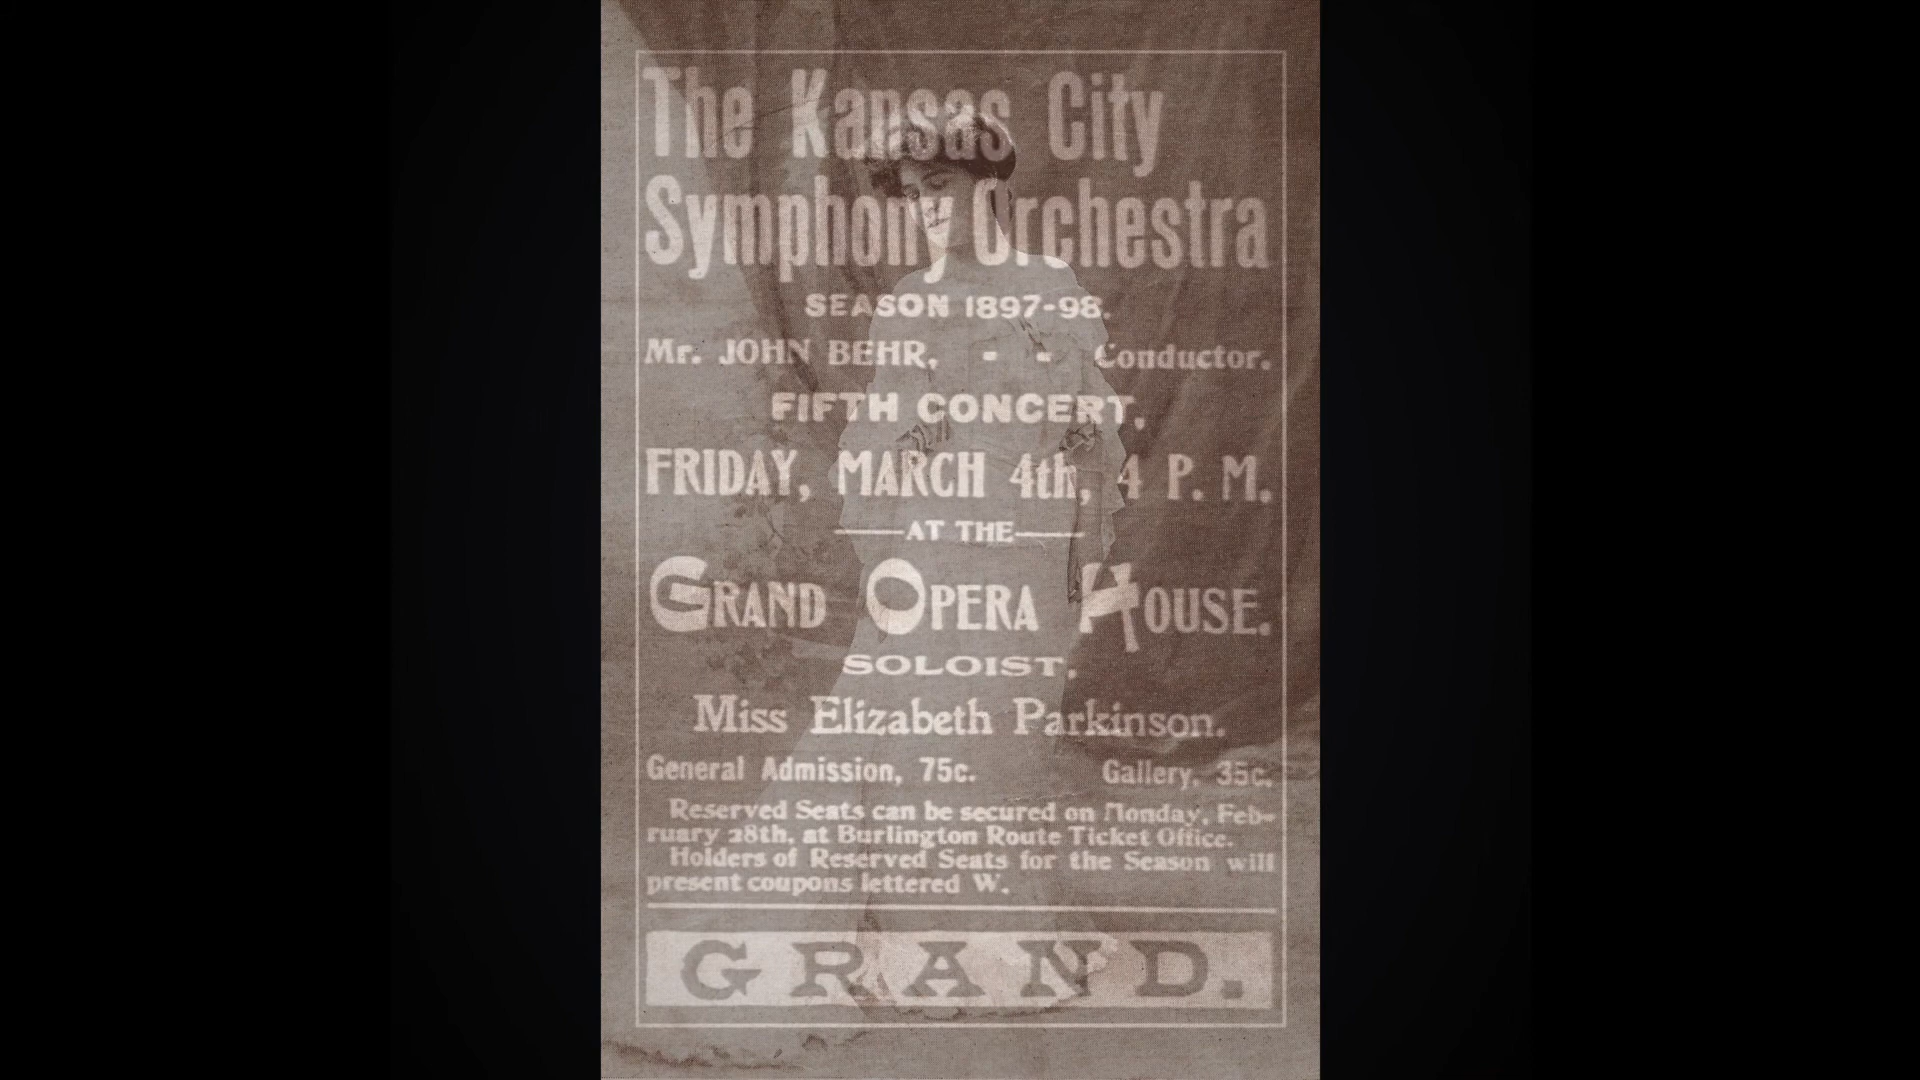 The Kansas City
Symphony Orchestra
SEASON 1897-98.
Mr. JOHN BEHR, - - Conductor.
FIFTH CONCERT,
FRIDAY, MARCH 4th, 4 P. M.
AT THE
GRAND OPERA HOUSE.
SOLOIST,
Miss Elizabeth Parkinson.
General Admission, 75c. Gallery, 35c.
Reserved Seats can be secured on Monday, Feb-
ruary 28th, at Burlington Route Ticket Office.
Holders of Reserved Seats for the Season will
present coupons lettered W.
GRAND.